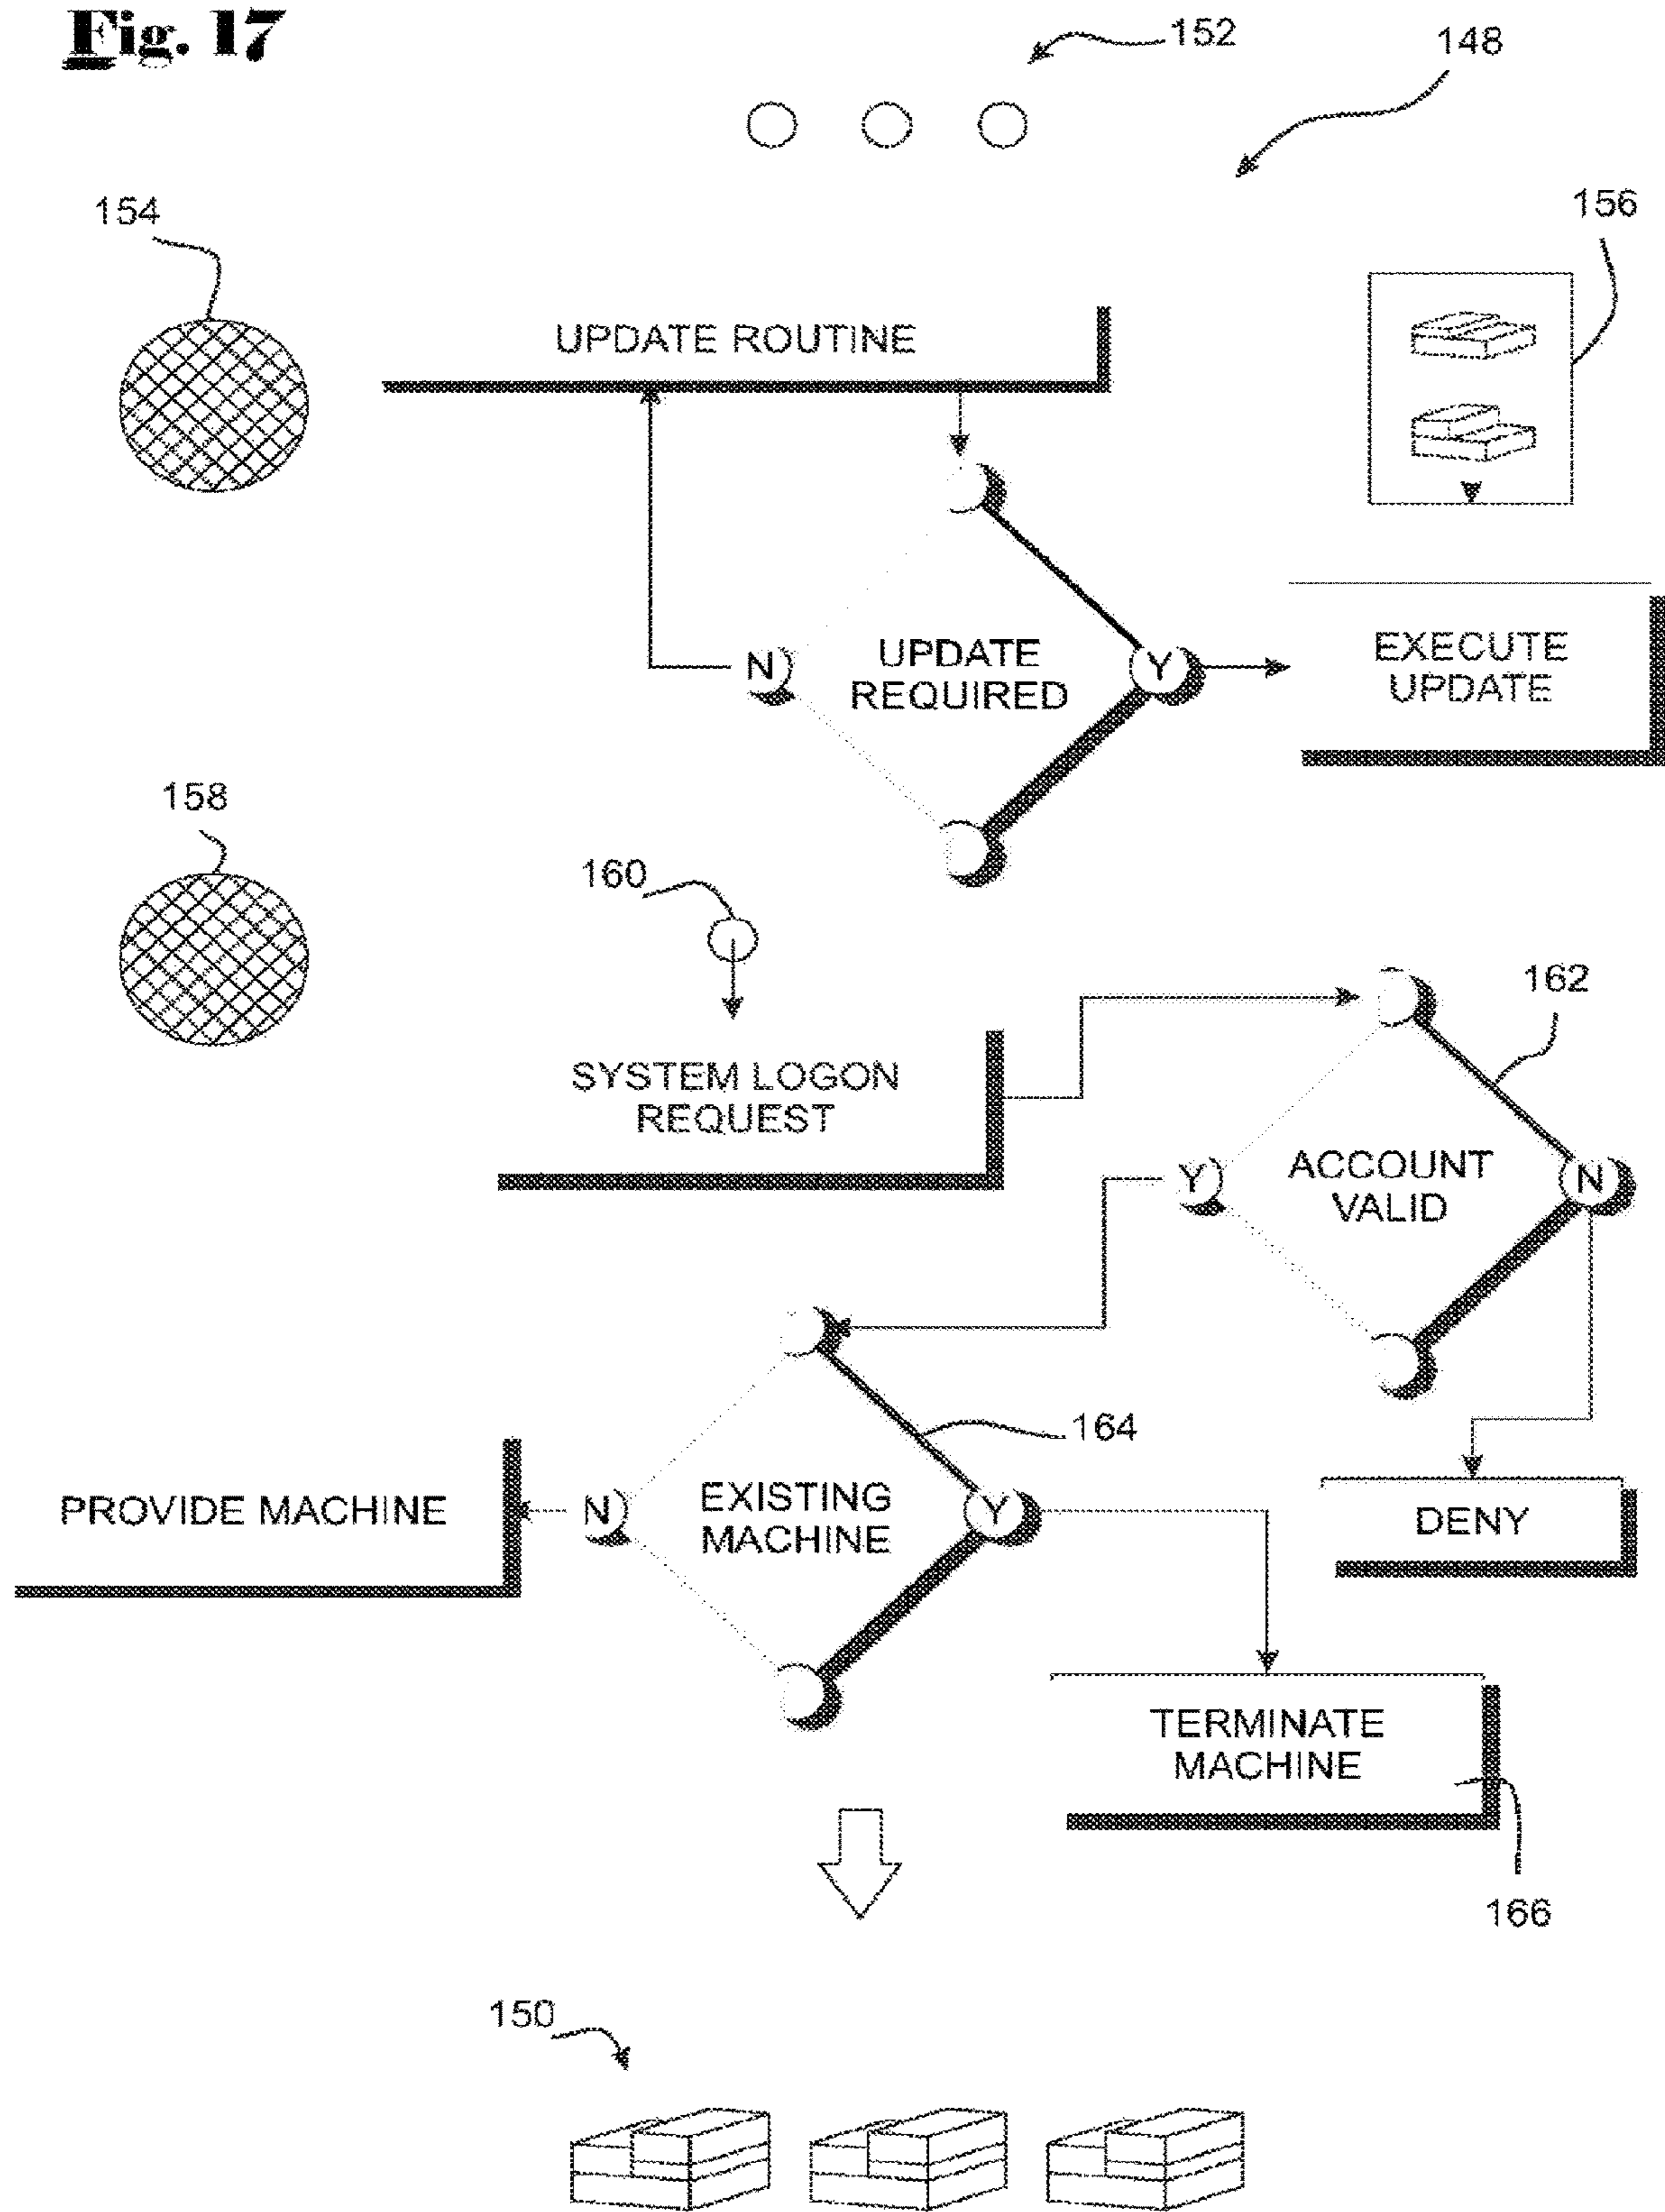 Fig. 17
152
148
154
156
UPDATE ROUTINE
UPDATE
REQUIRED
N
Y
EXECUTE
UPDATE
158
160
162
SYSTEM LOGON
REQUEST
ACCOUNT
VALID
Y
N
164
PROVIDE MACHINE
N
EXISTING
MACHINE
Y
DENY
TERMINATE
MACHINE
166
150